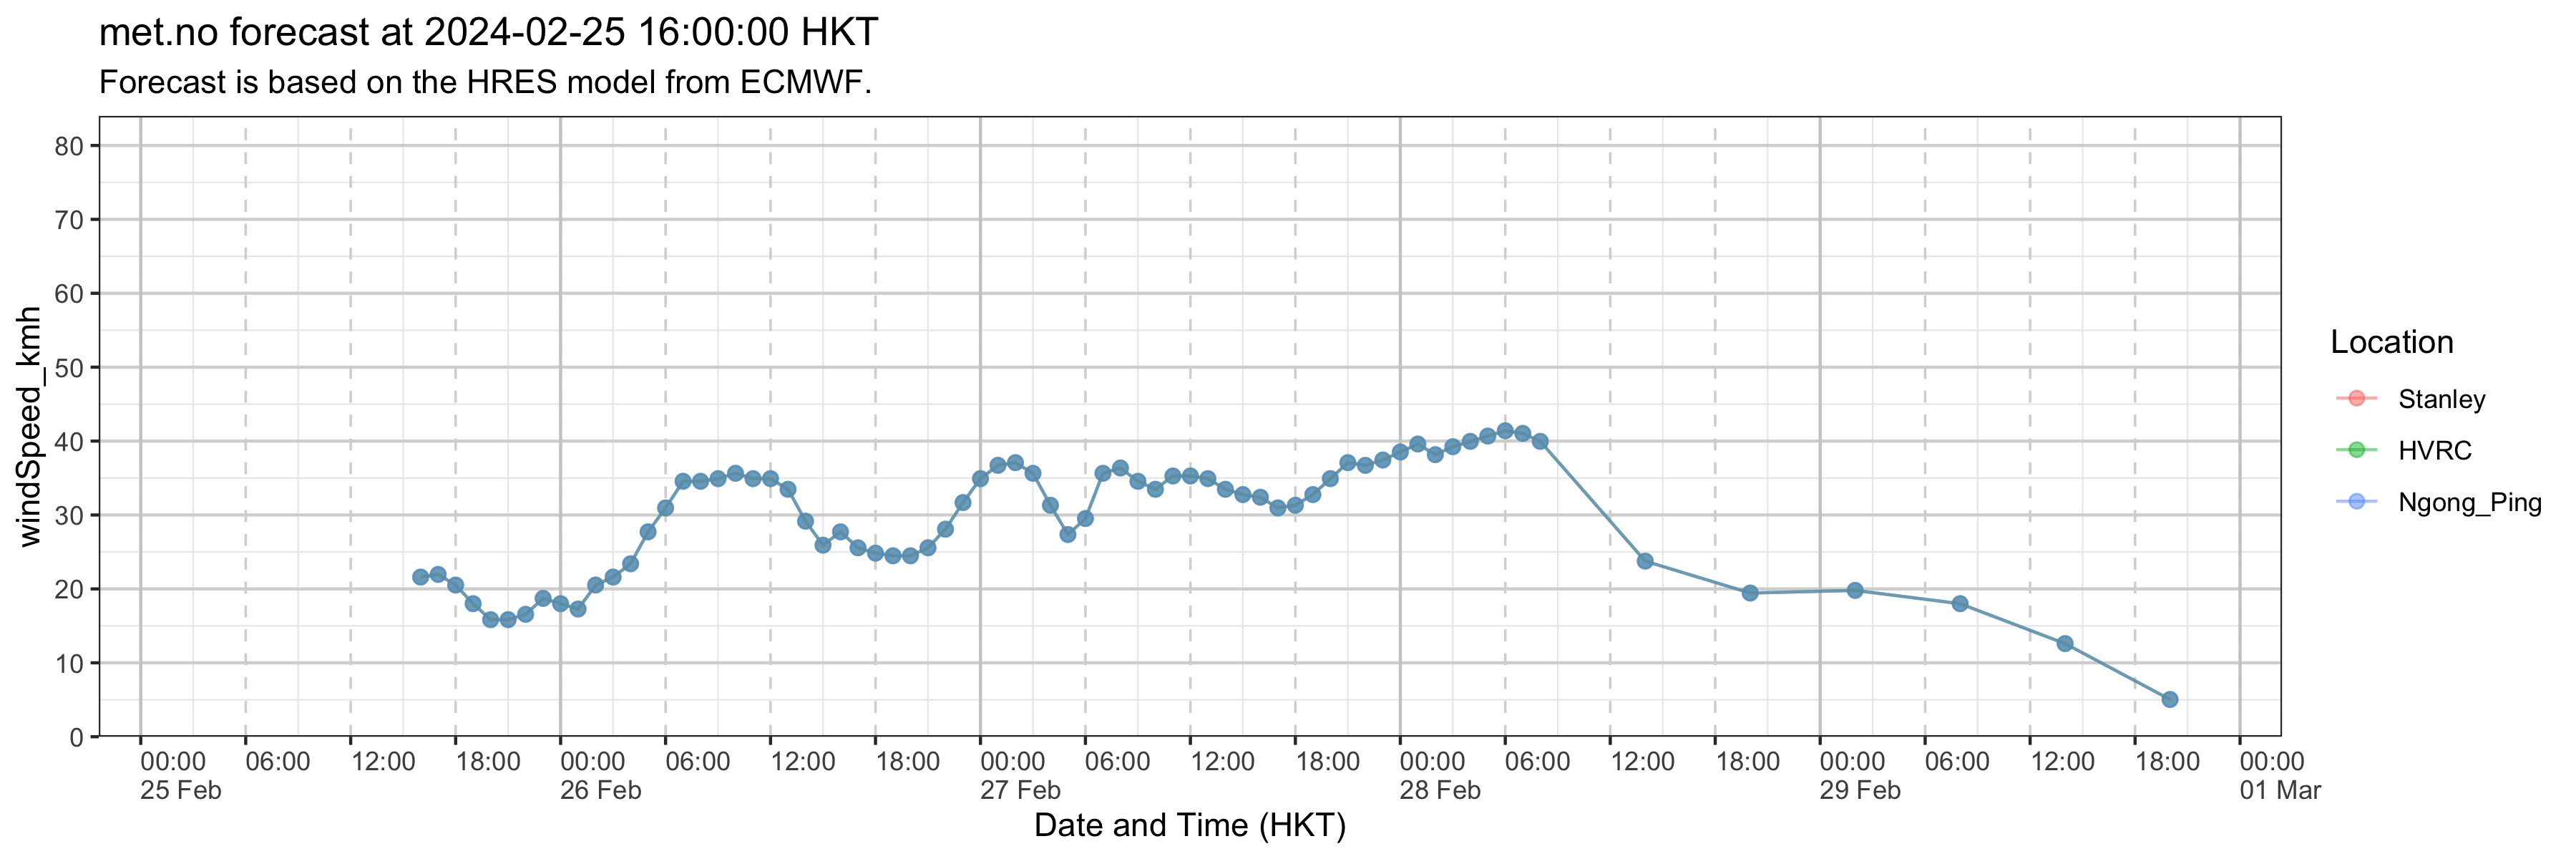 met.no forecast at 2024-02-25 16:00:00 HKT
Forecast is based on the HRES model from ECMWF.
windSpeed_kmh
80
70
60
50
40
30
20
10
0
00:00 06:00 12:00 18:00 00:00 06:00 12:00 18:00 00:00 06:00 12:00 18:00 00:00 06:00 12:00 18:00 00:00 06:00 12:00 18:00 00:00
25 Feb 26 Feb 27 Feb 28 Feb 29 Feb 01 Mar
Date and Time (HKT)
Location
Stanley
HVRC
Ngong_Ping